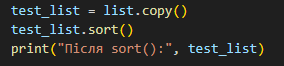 test_list = list.copy()
test_list.sort()
print("Після sort():", test_list)